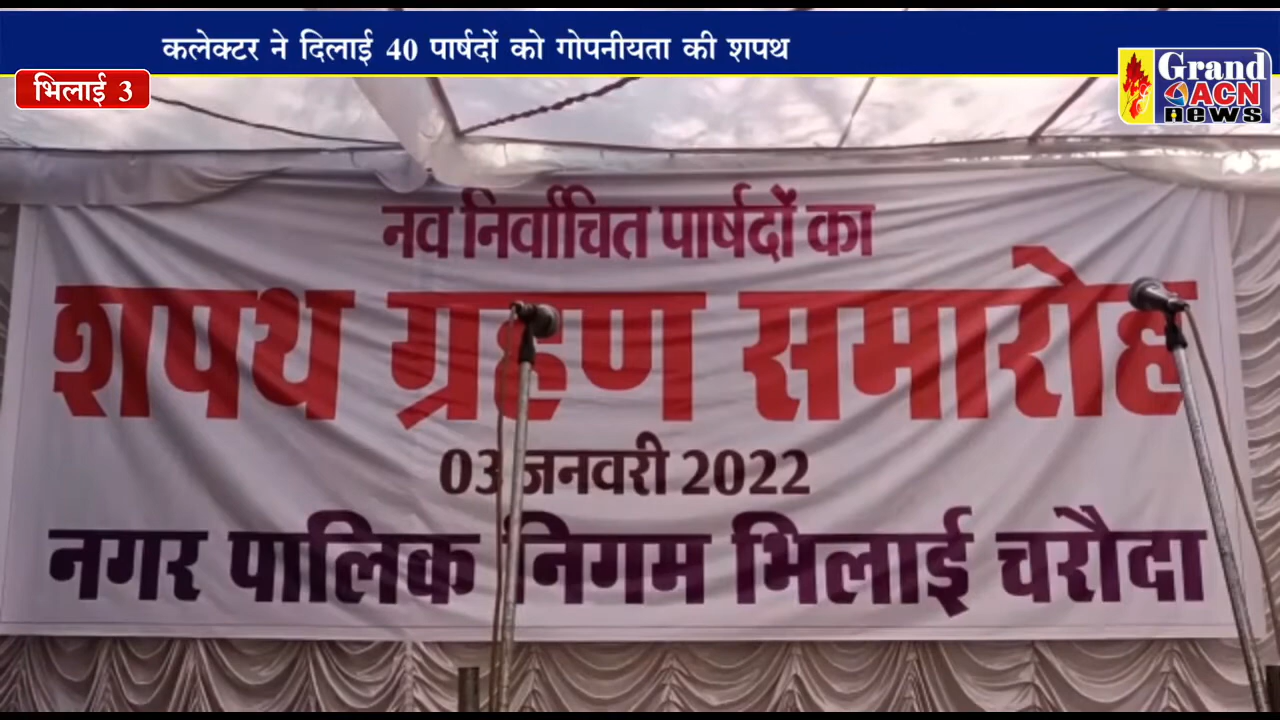 कलेक्टर ने दिलाई 40 पार्षदों को गोपनीयता की शपथ
भिलाई 3
Grand
ACN
news
नव निर्वाचित पार्षदों का
शपथ ग्रहण समारोह
03 जनवरी 2022
नगर पालिक निगम भिलाई चरौदा